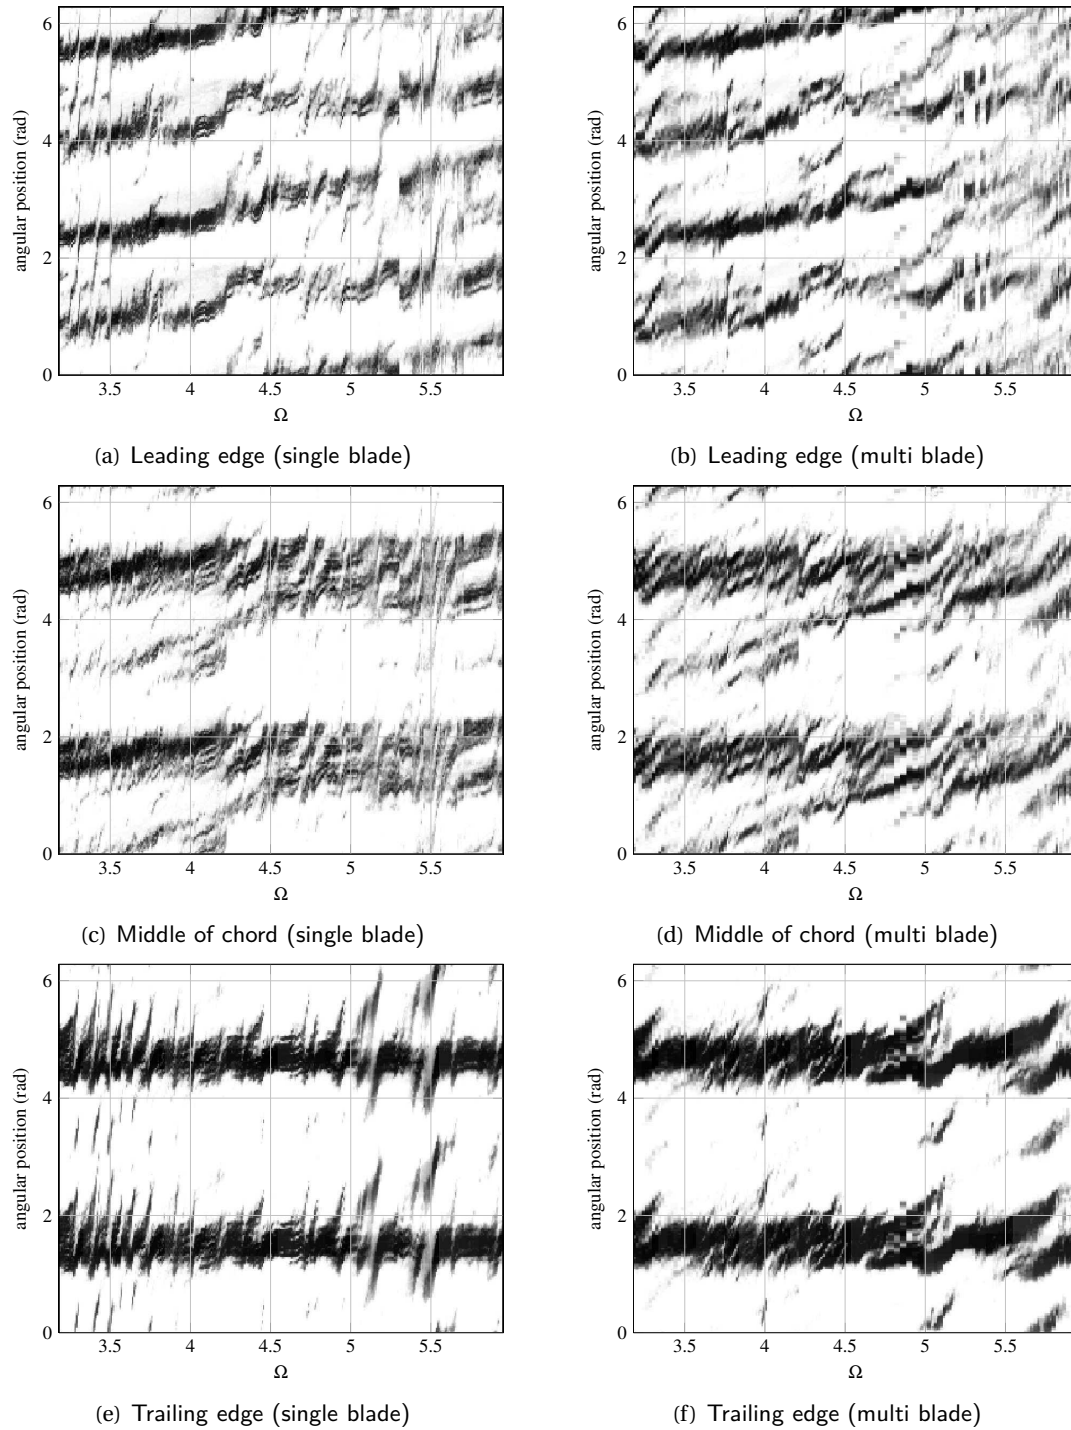 6
4
2
0
angular position (rad)
3.5 4 4.5 5 5.5
Ω
(a) Leading edge (single blade)
6
4
2
0
angular position (rad)
3.5 4 4.5 5 5.5
Ω
(b) Leading edge (multi blade)
6
4
2
0
angular position (rad)
3.5 4 4.5 5 5.5
Ω
(c) Middle of chord (single blade)
6
4
2
0
angular position (rad)
3.5 4 4.5 5 5.5
Ω
(d) Middle of chord (multi blade)
6
4
2
0
angular position (rad)
3.5 4 4.5 5 5.5
Ω
(e) Trailing edge (single blade)
6
4
2
0
angular position (rad)
3.5 4 4.5 5 5.5
Ω
(f) Trailing edge (multi blade)